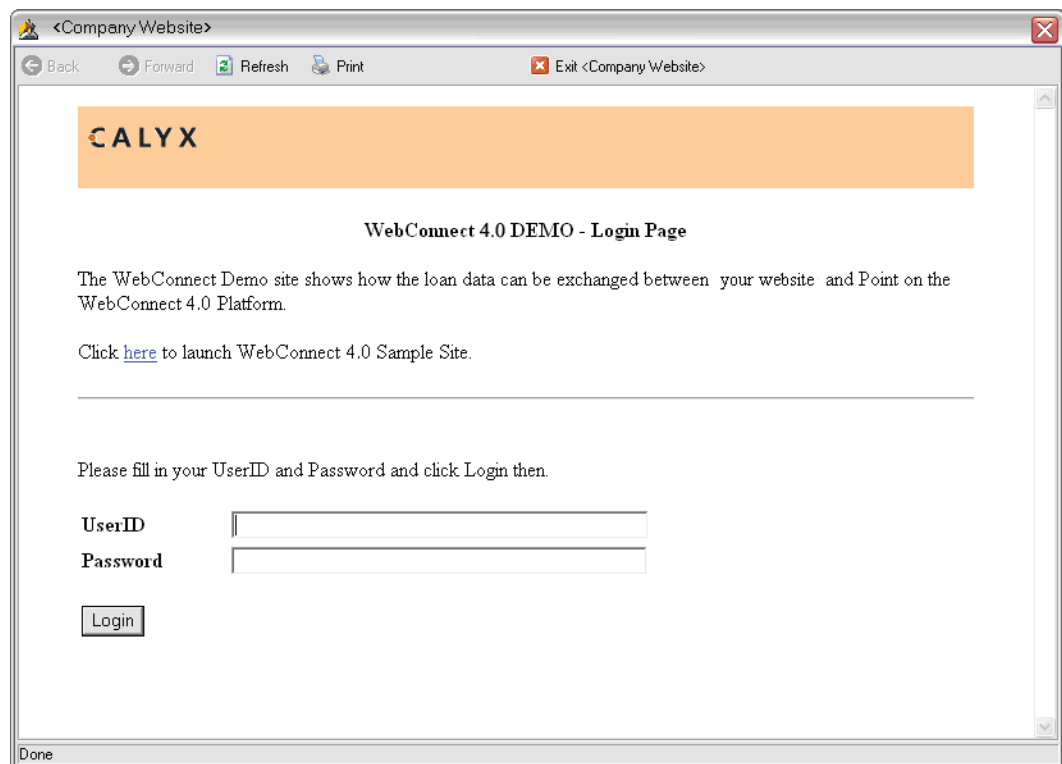 <Company Website>
Back Forward Refresh Print Exit <Company Website>
CALYX
WebConnect 4.0 DEMO - Login Page
The WebConnect Demo site shows how the loan data can be exchanged between your website and Point on the
WebConnect 4.0 Platform.
Click here to launch WebConnect 4.0 Sample Site.
Please fill in your UserID and Password and click Login then.
UserID
Password
Login
Done